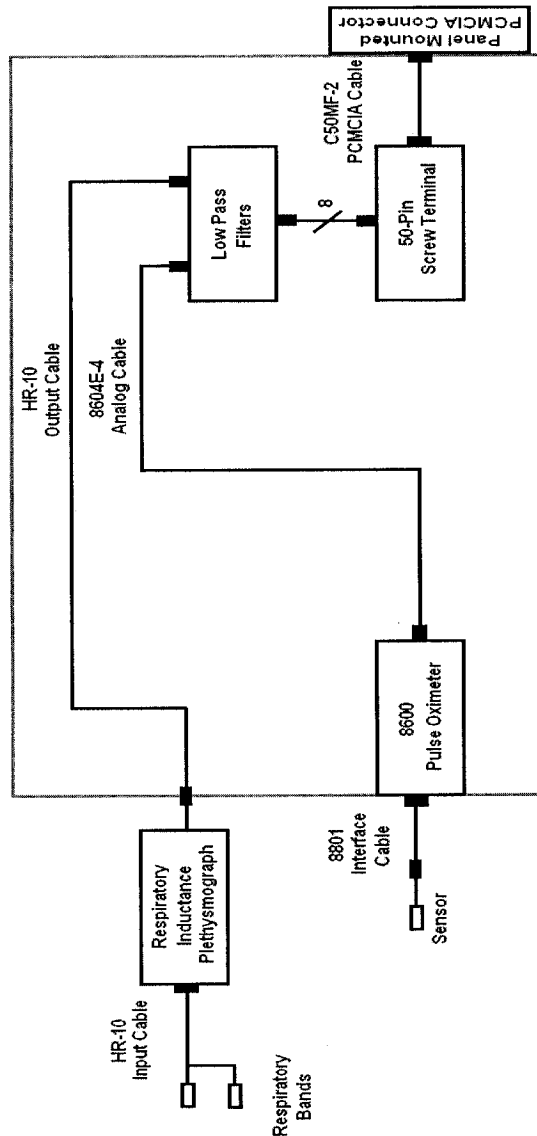 HR-10
Input Cable
Respiratory
Bands
Respiratory
Inductance
Plethysmograph
HR-10
Output Cable
8604E-4
Analog Cable
Low Pass
Filters
8
50-Pin
Screw Terminal
C50MF-2
PCMCIA Cable
Panel Mounted
PCMCIA Connector
8600
Pulse Oximeter
8801
Interface
Cable
Sensor